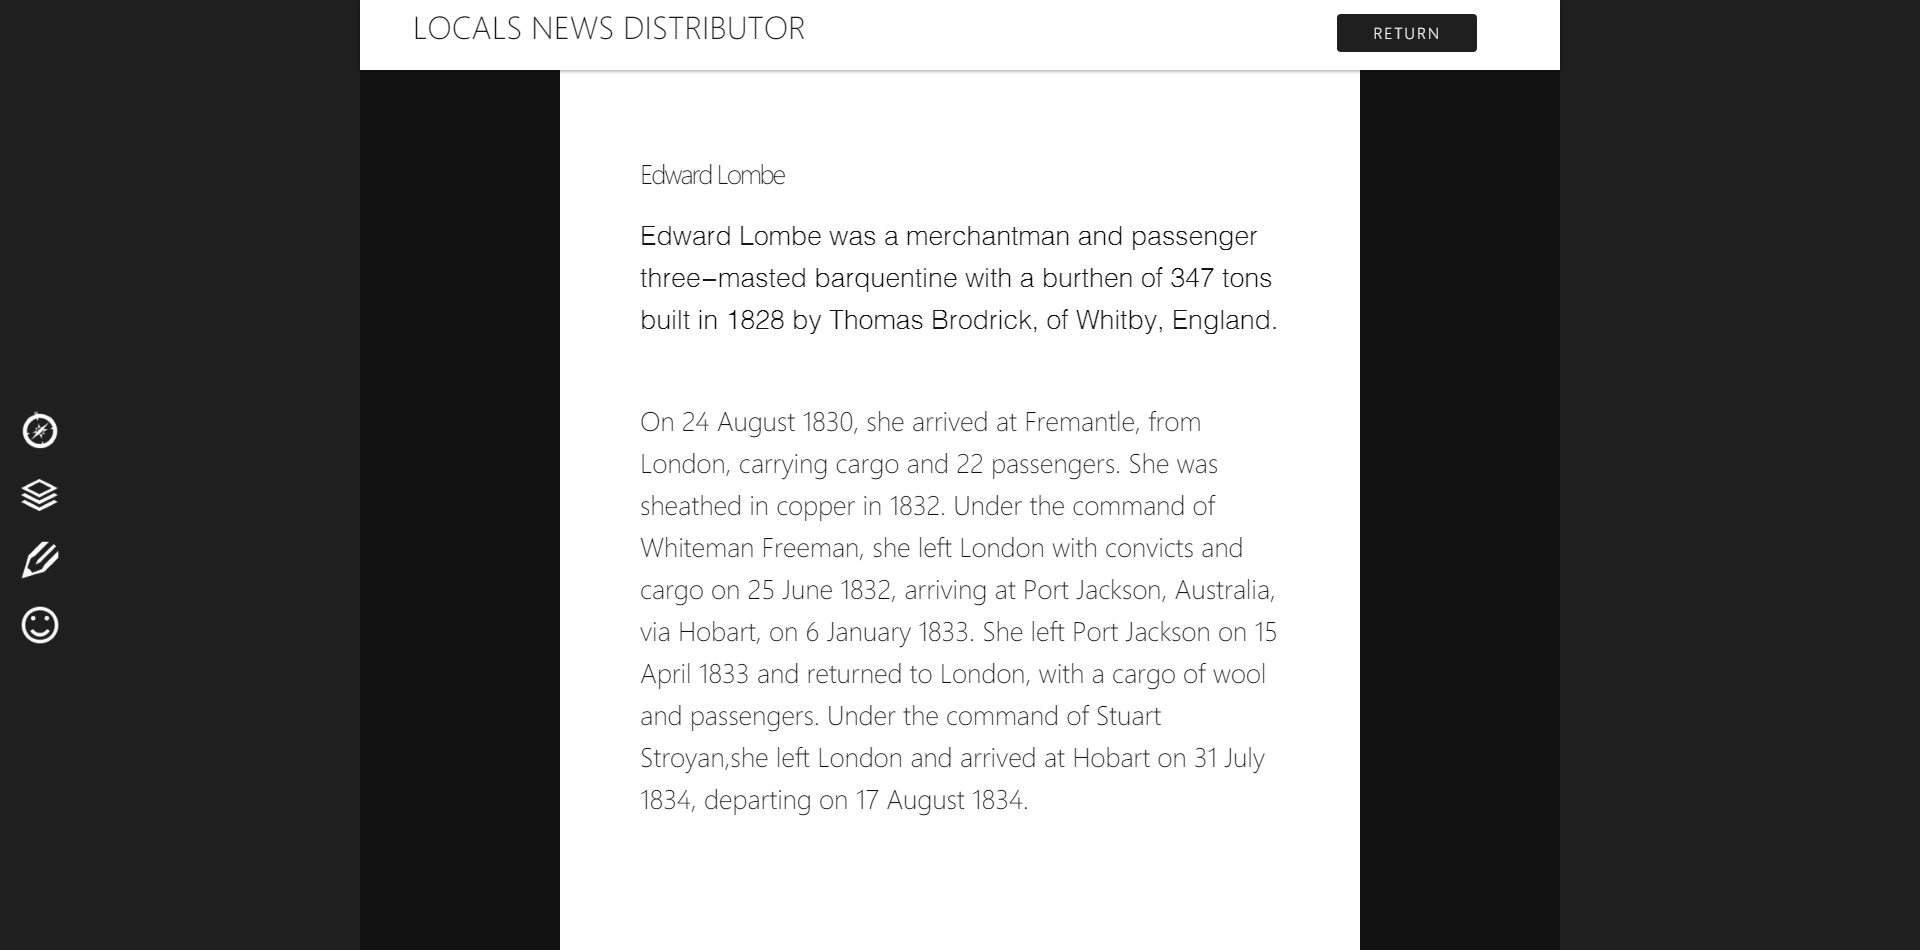 LOCALS NEWS DISTRIBUTOR
RETURN
Edward Lombe
Edward Lombe was a merchantman and passenger
three–masted barquentine with a burthen of 347 tons
built in 1828 by Thomas Brodrick, of Whitby, England.
On 24 August 1830, she arrived at Fremantle, from
London, carrying cargo and 22 passengers. She was
sheathed in copper in 1832. Under the command of
Whiteman Freeman, she left London with convicts and
cargo on 25 June 1832, arriving at Port Jackson, Australia,
via Hobart, on 6 January 1833. She left Port Jackson on 15
April 1833 and returned to London, with a cargo of wool
and passengers. Under the command of Stuart
Stroyan,she left London and arrived at Hobart on 31 July
1834, departing on 17 August 1834.